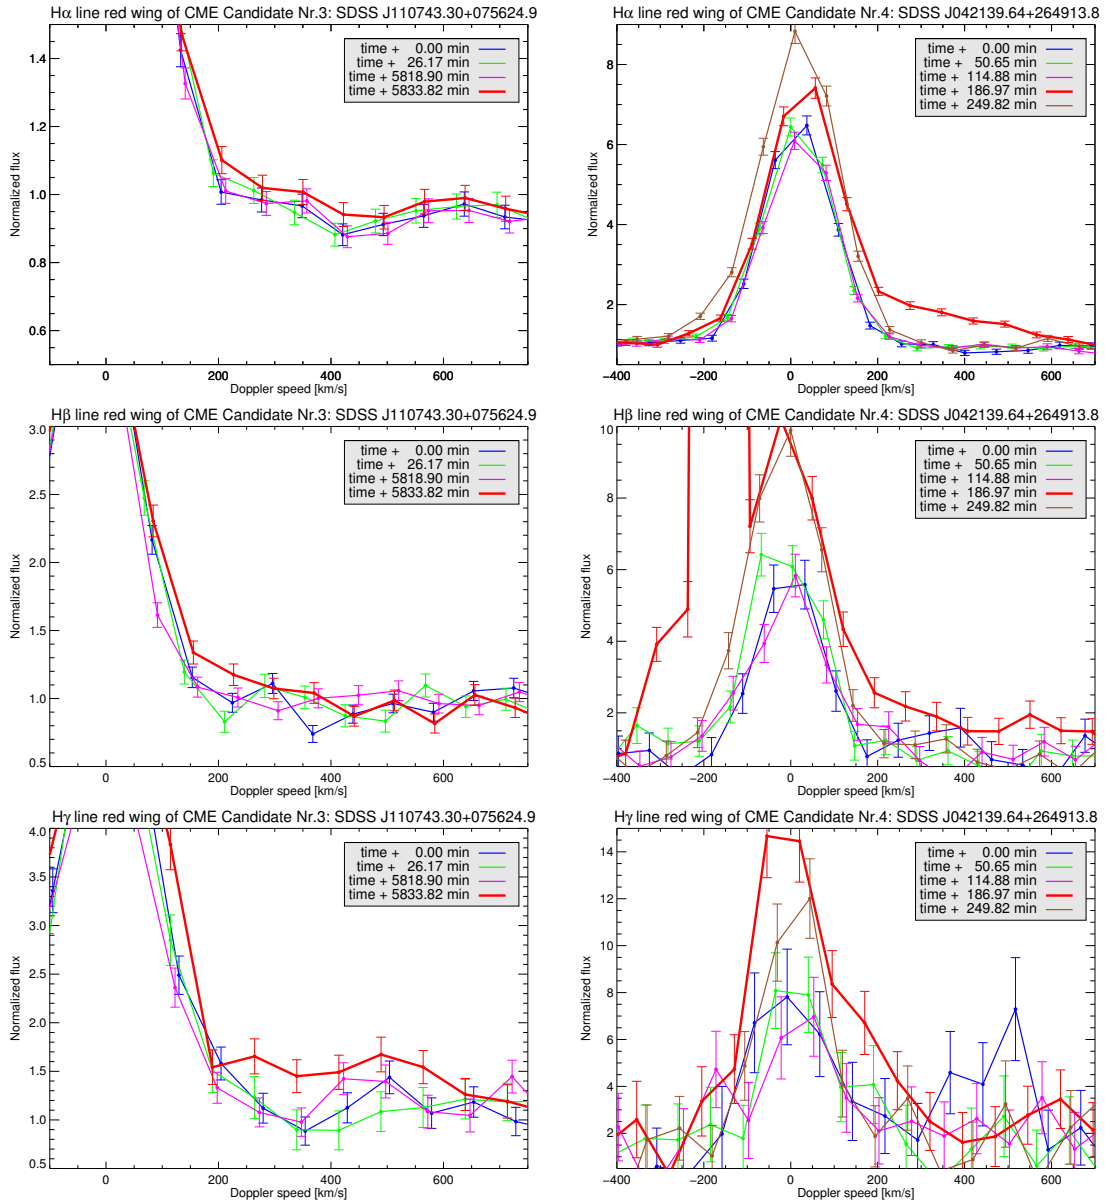 Hα line red wing of CME Candidate Nr.3: SDSS J110743.30+075624.9
1.4
1.2
1.0
0.8
0.6
Normalized flux
time + 0.00 min
time + 26.17 min
time + 5818.90 min
time + 5833.82 min
0 200 400 600
Doppler speed [km/s]
Hα line red wing of CME Candidate Nr.4: SDSS J042139.64+264913.8
8
6
4
2
Normalized flux
time + 0.00 min
time + 50.65 min
time + 114.88 min
time + 186.97 min
time + 249.82 min
−400 −200 0 200 400 600
Doppler speed [km/s]
Hβ line red wing of CME Candidate Nr.3: SDSS J110743.30+075624.9
3.0
2.5
2.0
1.5
1.0
0.5
Normalized flux
time + 0.00 min
time + 26.17 min
time + 5818.90 min
time + 5833.82 min
0 200 400 600
Doppler speed [km/s]
Hβ line red wing of CME Candidate Nr.4: SDSS J042139.64+264913.8
10
8
6
4
2
Normalized flux
time + 0.00 min
time + 50.65 min
time + 114.88 min
time + 186.97 min
time + 249.82 min
−400 −200 0 200 400 600
Doppler speed [km/s]
Hγ line red wing of CME Candidate Nr.3: SDSS J110743.30+075624.9
4.0
3.5
3.0
2.5
2.0
1.5
1.0
0.5
Normalized flux
time + 0.00 min
time + 26.17 min
time + 5818.90 min
time + 5833.82 min
0 200 400 600
Doppler speed [km/s]
Hγ line red wing of CME Candidate Nr.4: SDSS J042139.64+264913.8
14
12
10
8
6
4
2
Normalized flux
time + 0.00 min
time + 50.65 min
time + 114.88 min
time + 186.97 min
time + 249.82 min
−400 −200 0 200 400 600
Doppler speed [km/s]